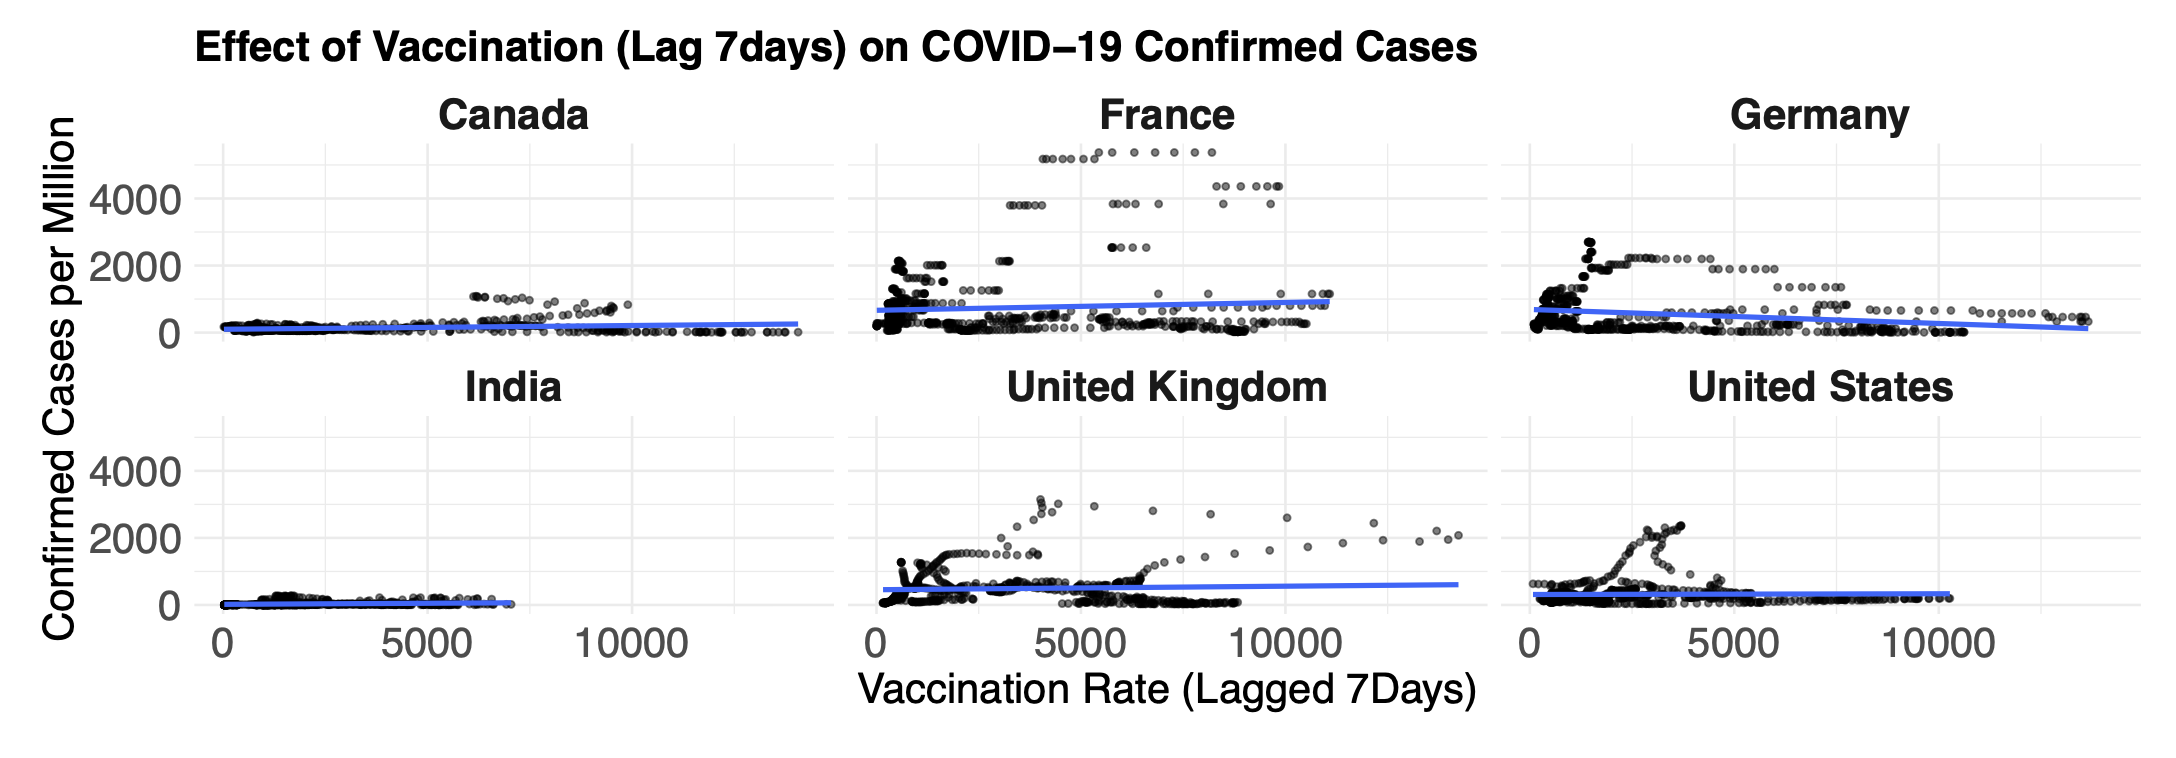 Effect of Vaccination (Lag 7days) on COVID−19 Confirmed Cases
Canada
France
Germany
4000
2000
0
India
United Kingdom
United States
4000
2000
0
0
5000
10000
0
5000
10000
0
5000
10000
Confirmed Cases per Million
Vaccination Rate (Lagged 7Days)